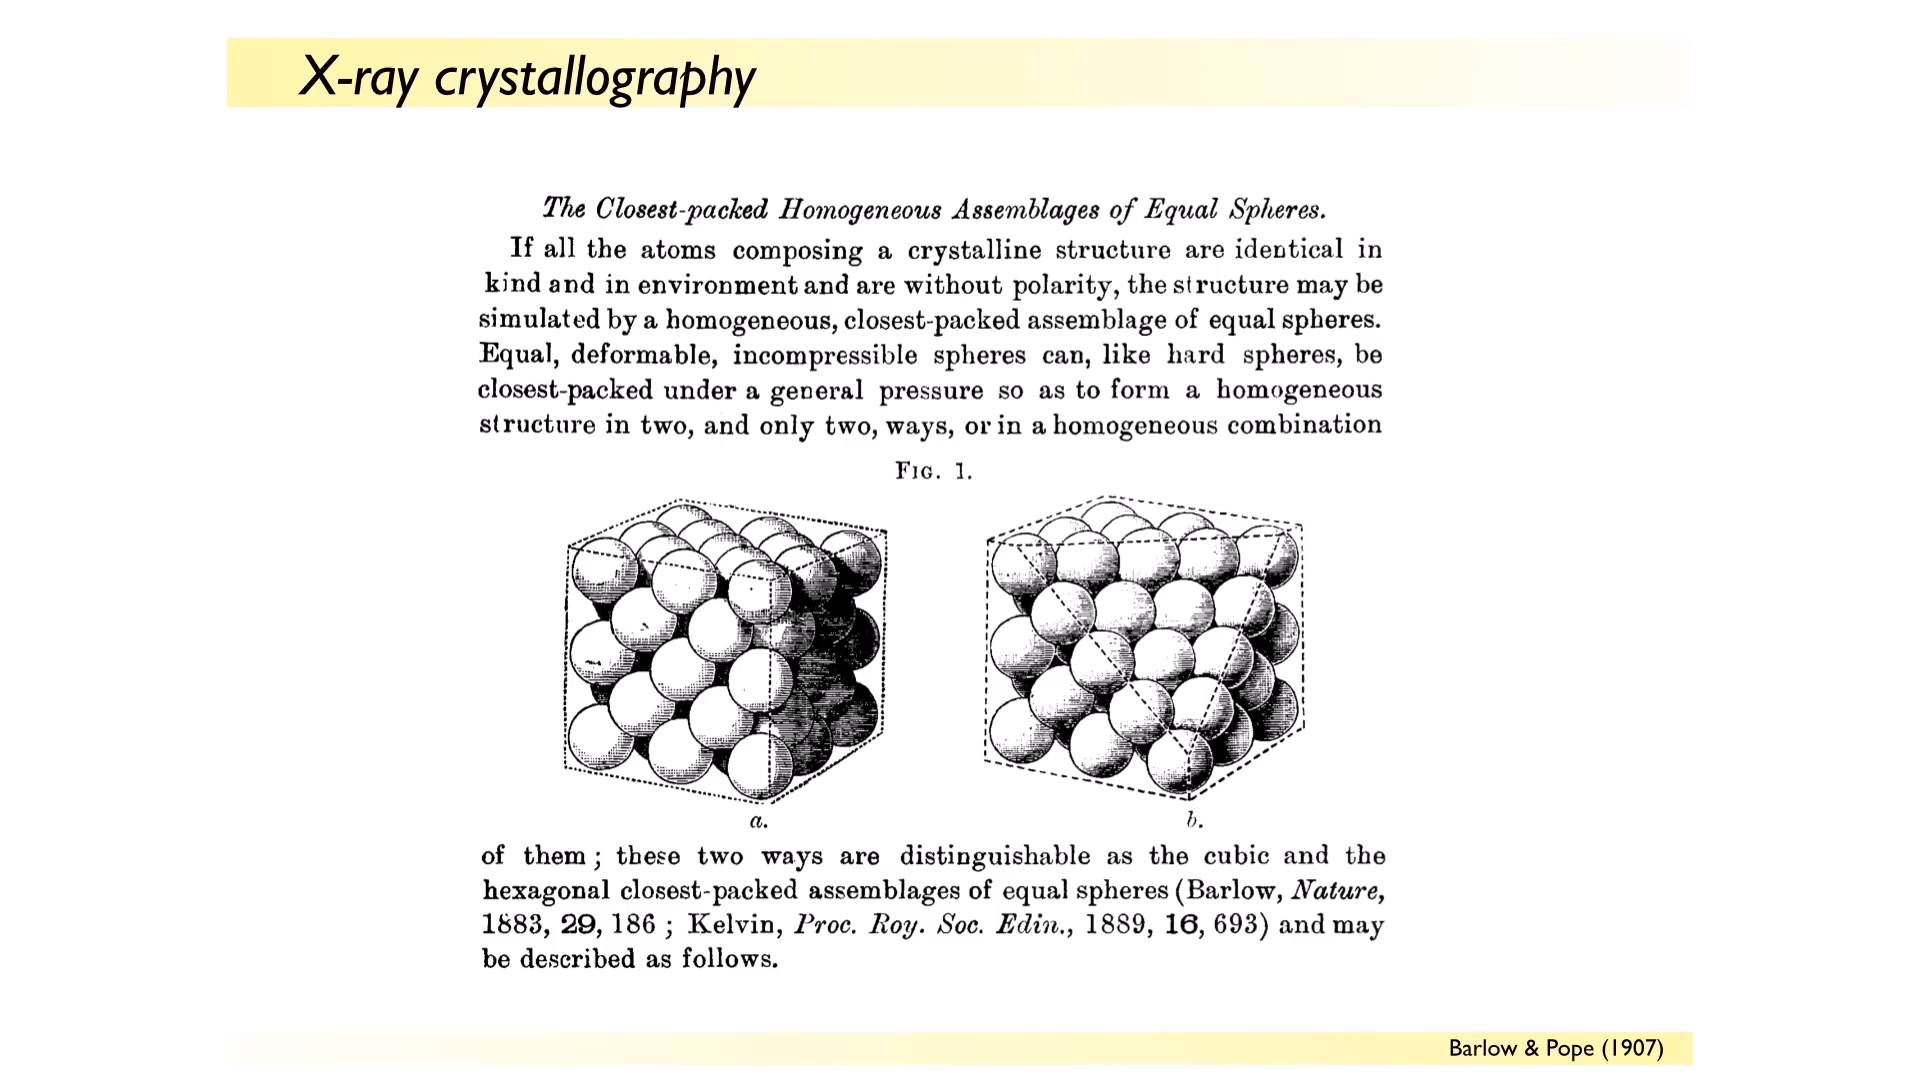 X-ray crystallography
The Closest-packed Homogeneous Assemblages of Equal Spheres.
If all the atoms composing a crystalline structure are identical in
kind and in environment and are without polarity, the structure may be
simulated by a homogeneous, closest-packed assemblage of equal spheres.
Equal, deformable, incompressible spheres can, like hard spheres, be
closest-packed under a general pressure so as to form a homogeneous
structure in two, and only two, ways, or in a homogeneous combination
FIG. 1.
a. b.
of them ; these two ways are distinguishable as the cubic and the
hexagonal closest-packed assemblages of equal spheres (Barlow, Nature,
1883, 29, 186 ; Kelvin, Proc. Roy. Soc. Edin., 1889, 16, 693) and may
be described as follows.
Barlow & Pope (1907)